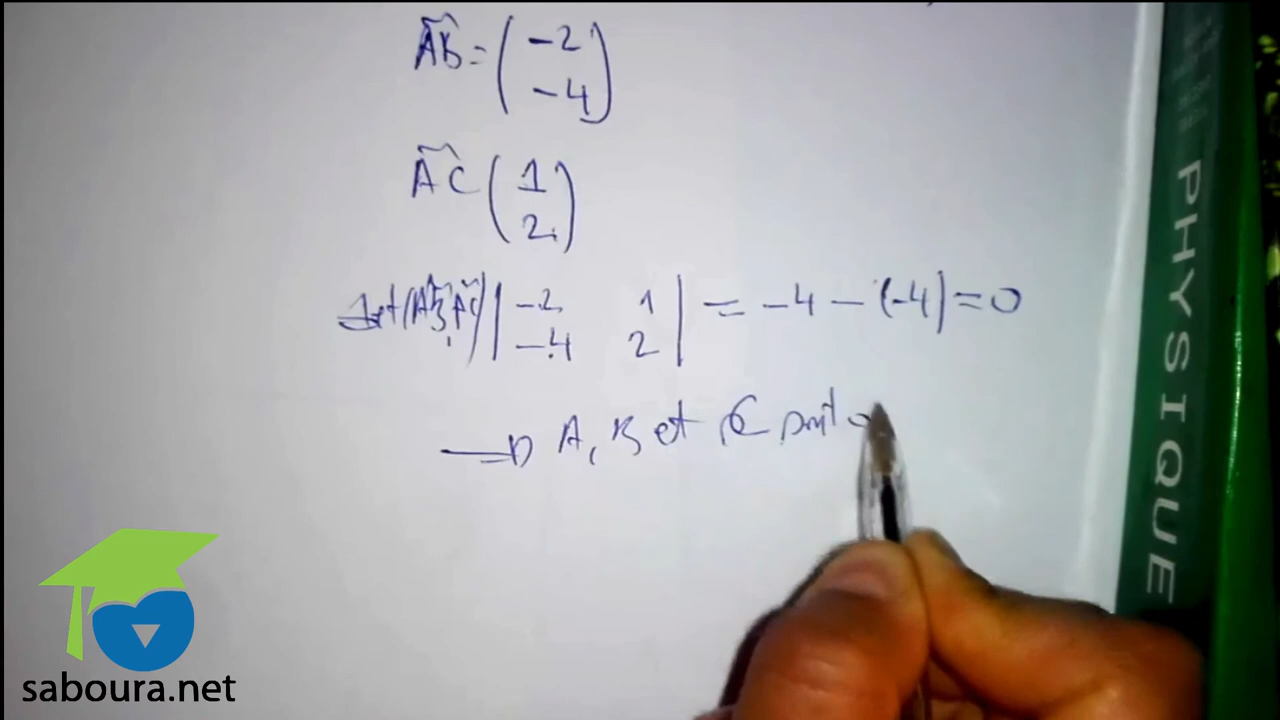 AB = ( -2
-4 )
AC ( 1
2 )
det(AB, AC) | -2 1 | = -4 - (-4) = 0
-4 2
A, B et C sont
PHYSIQUE
saboura.net